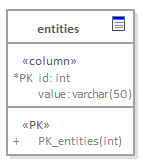 entities
«column»
*PK id: int
value: varchar(50)
«PK»
+ PK_entities(int)